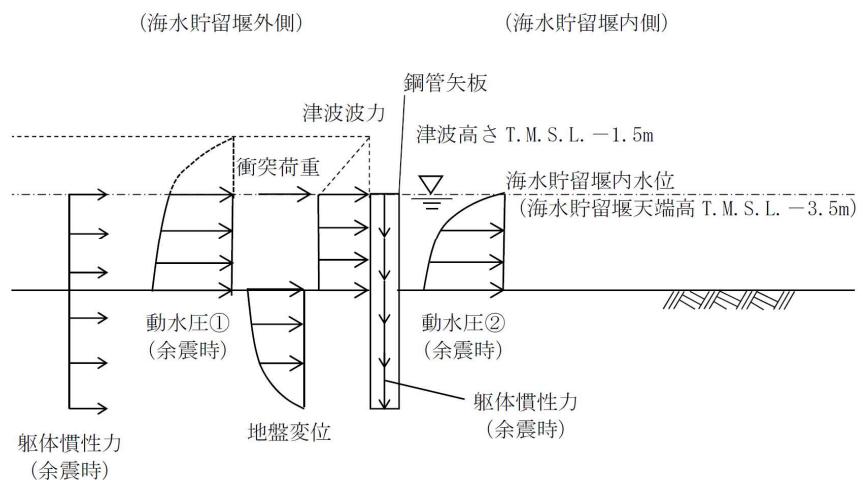 (海水貯留堰外側)
(海水貯留堰内側)
鋼管矢板
津波波力
津波高さ T.M.S.L.－1.5m
衝突荷重
海水貯留堰内水位
(海水貯留堰天端高 T.M.S.L.－3.5m)
動水圧①
(余震時)
動水圧②
(余震時)
躯体慣性力
(余震時)
地盤変位
躯体慣性力
(余震時)